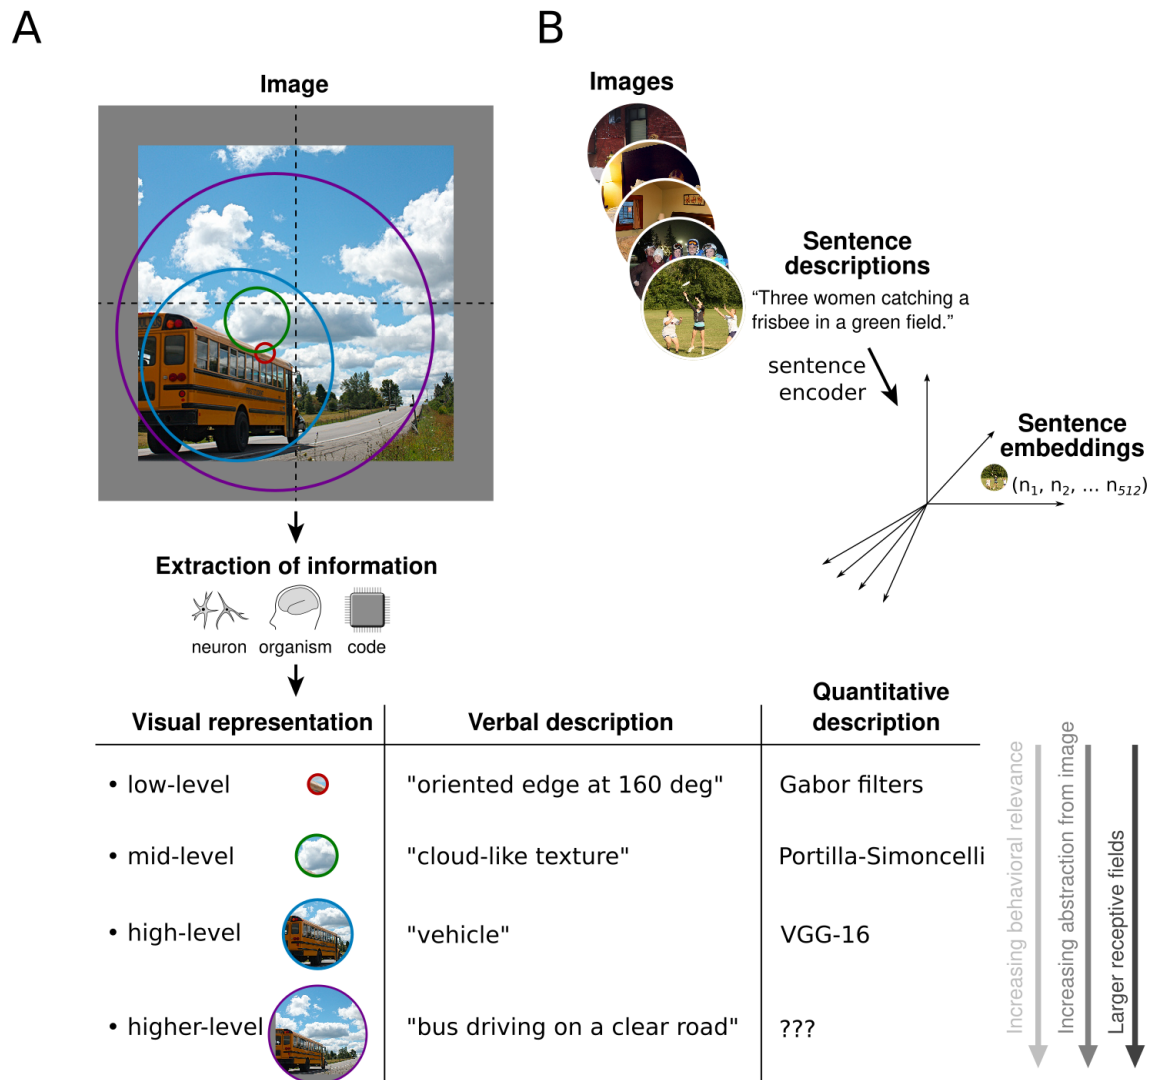 A
Image
Extraction of information
neuron organism code
B
Images
Sentence
descriptions
“Three women catching a
frisbee in a green field.”
sentence
encoder
Sentence
embeddings
(n1, n2, ... n512)
Visual representation
Verbal description
Quantitative
description
• low-level
"oriented edge at 160 deg"
Gabor filters
• mid-level
"cloud-like texture"
Portilla-Simoncelli
• high-level
"vehicle"
VGG-16
• higher-level
"bus driving on a clear road"
???
Increasing behavioral relevance
Increasing abstraction from image
Larger receptive fields